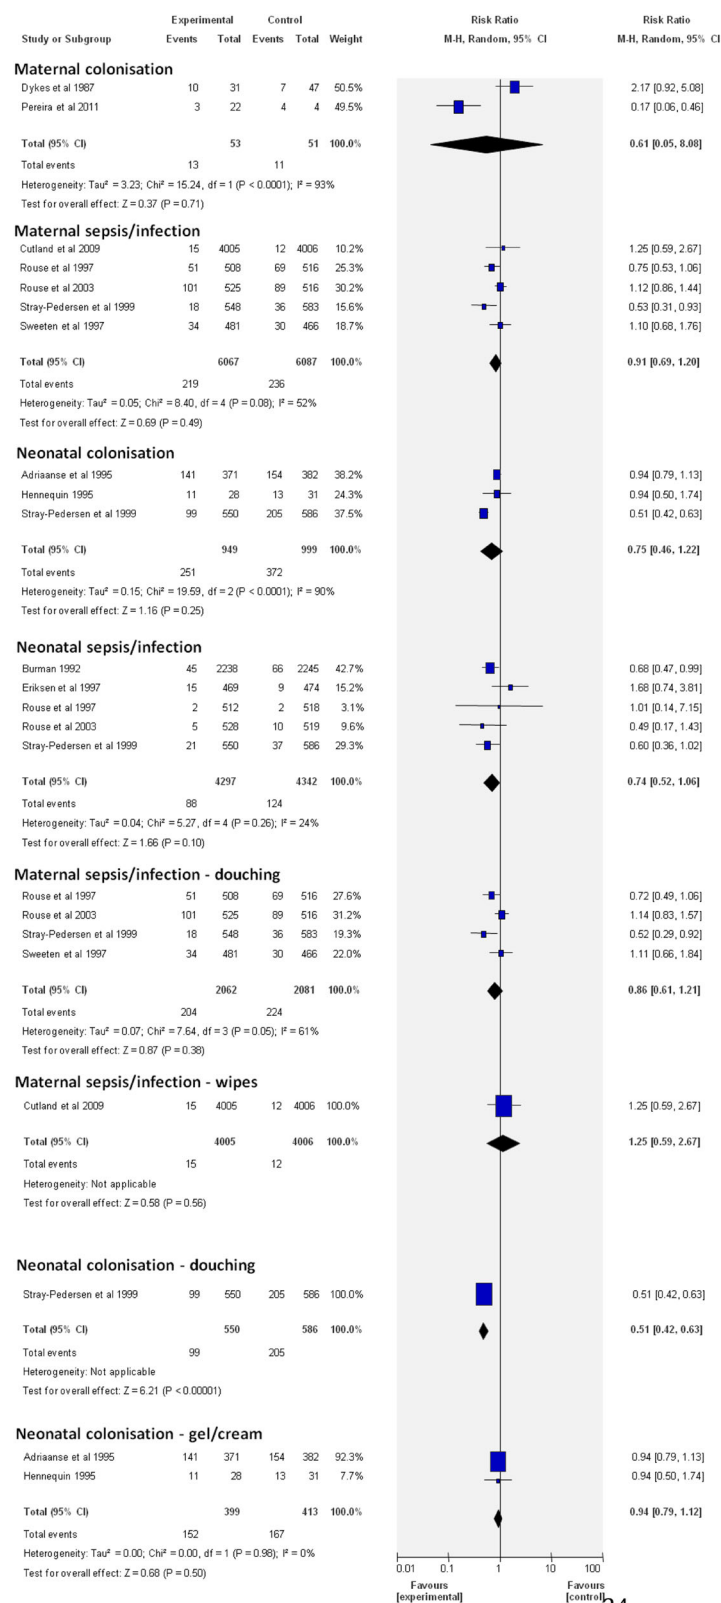 Experimental Control Risk Ratio Risk Ratio
Study or Subgroup Events Total Events Total Weight M-H, Random, 95% CI M-H, Random, 95% CI
Maternal colonisation
Dykes et al 1987 10 31 7 47 50.5% 2.17 [0.92, 5.08]
Pereira et al 2011 3 22 4 4 49.5% 0.17 [0.06, 0.46]
Total (95% CI) 53 51 100.0% 0.61 [0.05, 8.08]
Total events 13 11
Heterogeneity: Tau² = 3.23; Chi² = 15.24, df = 1 (P < 0.0001); I² = 93%
Test for overall effect: Z = 0.37 (P = 0.71)
Maternal sepsis/infection
Cutland et al 2009 15 4005 12 4006 10.2% 1.25 [0.59, 2.67]
Rouse et al 1997 51 508 69 516 25.3% 0.75 [0.53, 1.06]
Rouse et al 2003 101 525 89 516 30.2% 1.12 [0.86, 1.44]
Stray-Pedersen et al 1999 18 548 36 583 15.6% 0.53 [0.31, 0.93]
Sweeten et al 1997 34 481 30 466 18.7% 1.10 [0.68, 1.76]
Total (95% CI) 6067 6087 100.0% 0.91 [0.69, 1.20]
Total events 219 236
Heterogeneity: Tau² = 0.05; Chi² = 8.40, df = 4 (P = 0.08); I² = 52%
Test for overall effect: Z = 0.69 (P = 0.49)
Neonatal colonisation
Adriaanse et al 1995 141 371 154 382 38.2% 0.94 [0.79, 1.13]
Hennequin 1995 11 28 13 31 24.3% 0.94 [0.50, 1.74]
Stray-Pedersen et al 1999 99 550 205 586 37.5% 0.51 [0.42, 0.63]
Total (95% CI) 949 999 100.0% 0.75 [0.46, 1.22]
Total events 251 372
Heterogeneity: Tau² = 0.15; Chi² = 19.59, df = 2 (P < 0.0001); I² = 90%
Test for overall effect: Z = 1.16 (P = 0.25)
Neonatal sepsis/infection
Burman 1992 45 2238 66 2245 42.7% 0.68 [0.47, 0.99]
Eriksen et al 1997 15 469 9 474 15.2% 1.68 [0.74, 3.81]
Rouse et al 1997 2 512 2 518 3.1% 1.01 [0.14, 7.15]
Rouse et al 2003 5 528 10 519 9.6% 0.49 [0.17, 1.43]
Stray-Pedersen et al 1999 21 550 37 586 29.3% 0.60 [0.36, 1.02]
Total (95% CI) 4297 4342 100.0% 0.74 [0.52, 1.06]
Total events 88 124
Heterogeneity: Tau² = 0.04; Chi² = 5.27, df = 4 (P = 0.26); I² = 24%
Test for overall effect: Z = 1.66 (P = 0.10)
Maternal sepsis/infection - douching
Rouse et al 1997 51 508 69 516 27.6% 0.72 [0.49, 1.06]
Rouse et al 2003 101 525 89 516 31.2% 1.14 [0.83, 1.57]
Stray-Pedersen et al 1999 18 548 36 583 19.3% 0.52 [0.29, 0.92]
Sweeten et al 1997 34 481 30 466 22.0% 1.11 [0.66, 1.84]
Total (95% CI) 2062 2081 100.0% 0.86 [0.61, 1.21]
Total events 204 224
Heterogeneity: Tau² = 0.07; Chi² = 7.64, df = 3 (P = 0.05); I² = 61%
Test for overall effect: Z = 0.87 (P = 0.38)
Maternal sepsis/infection - wipes
Cutland et al 2009 15 4005 12 4006 100.0% 1.25 [0.59, 2.67]
Total (95% CI) 4005 4006 100.0% 1.25 [0.59, 2.67]
Total events 15 12
Heterogeneity: Not applicable
Test for overall effect: Z = 0.58 (P = 0.56)
Neonatal colonisation - douching
Stray-Pedersen et al 1999 99 550 205 586 100.0% 0.51 [0.42, 0.63]
Total (95% CI) 550 586 100.0% 0.51 [0.42, 0.63]
Total events 99 205
Heterogeneity: Not applicable
Test for overall effect: Z = 6.21 (P < 0.00001)
Neonatal colonisation - gel/cream
Adriaanse et al 1995 141 371 154 382 92.3% 0.94 [0.79, 1.13]
Hennequin 1995 11 28 13 31 7.7% 0.94 [0.50, 1.74]
Total (95% CI) 399 413 100.0% 0.94 [0.79, 1.12]
Total events 152 167
Heterogeneity: Tau² = 0.00; Chi² = 0.00, df = 1 (P = 0.98); I² = 0%
Test for overall effect: Z = 0.68 (P = 0.50)
0.01 0.1 1 10 100
Favours Favours
[experimental] [control]